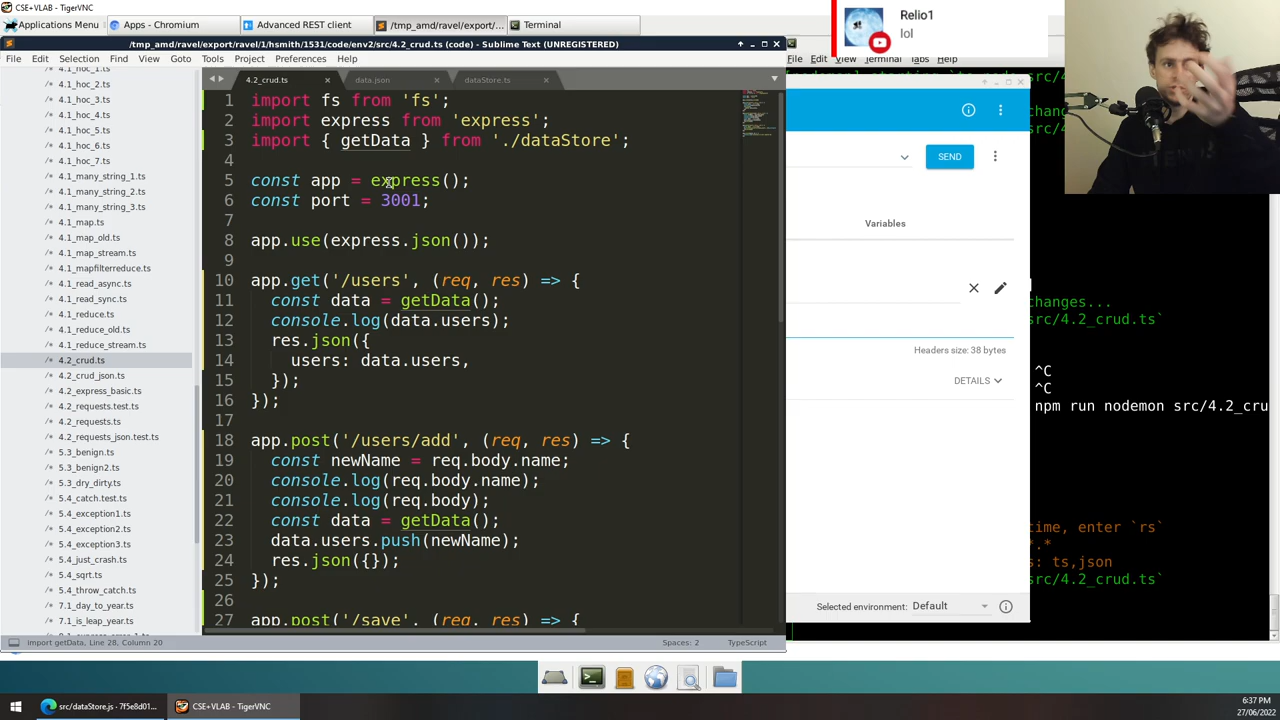 CSE+VLAB - TigerVNC
Applications Menu
Apps - Chromium
Advanced REST client
/tmp_amd/ravel/export/...
Terminal
Relio1
lol
/tmp_amd/ravel/export/ravel/1/hsmith/1531/code/env2/src/4.2_crud.ts (code) - Sublime Text (UNREGISTERED)
File Edit Selection Find View Goto Tools Project Preferences Help
Edit View Terminal Tabs Help
4.1_hoc_1.ts
4.1_hoc_2.ts
4.1_hoc_3.ts
4.1_hoc_4.ts
4.1_hoc_5.ts
4.1_hoc_6.ts
4.1_hoc_7.ts
4.1_many_string_1.ts
4.1_many_string_2.ts
4.1_many_string_3.ts
4.1_map.ts
4.1_map_old.ts
4.1_map_stream.ts
4.1_mapfilterreduce.ts
4.1_read_async.ts
4.1_read_sync.ts
4.1_reduce.ts
4.1_reduce_old.ts
4.1_reduce_stream.ts
4.2_crud.ts
4.2_crud_json.ts
4.2_express_basic.ts
4.2_requests.test.ts
4.2_requests.ts
4.2_requests_json.test.ts
5.3_benign.ts
5.3_benign2.ts
5.3_dry_dirty.ts
5.4_catch.test.ts
5.4_exception1.ts
5.4_exception2.ts
5.4_exception3.ts
5.4_just_crash.ts
5.4_sqrt.ts
5.4_throw_catch.ts
7.1_day_to_year.ts
7.1_is_leap_year.ts
4.2_crud.ts
data.json
dataStore.ts
1 import fs from 'fs';
2 import express from 'express';
3 import { getData } from './dataStore';
4
5 const app = express();
6 const port = 3001;
7
8 app.use(express.json());
9
10 app.get('/users', (req, res) => {
11 const data = getData();
12 console.log(data.users);
13 res.json({
14 users: data.users,
15 });
16 });
17
18 app.post('/users/add', (req, res) => {
19 const newName = req.body.name;
20 console.log(req.body.name);
21 console.log(req.body);
22 const data = getData();
23 data.users.push(newName);
24 res.json({});
25 });
26
27 app.post('/save', (req, res) => {
import getData, Line 28, Column 20
Spaces: 2
TypeScript
SEND
Variables
Headers size: 38 bytes
DETAILS
Selected environment: Default
src/4.2_crud.ts`
changes...
src/4.2_crud.ts`
^C
^C
npm run nodemon src/4.2_cru
time, enter `rs`
*.*
s: ts,json
src/4.2_crud.ts`
src/dataStore.js · 7f5e8d01...
CSE+VLAB - TigerVNC
6:37 PM
27/06/2022